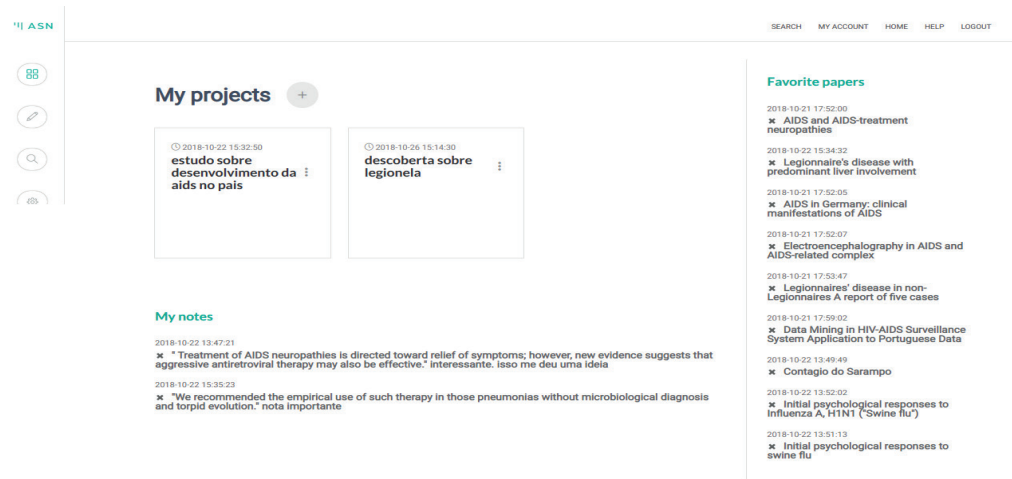 ASN
SEARCH MY ACCOUNT HOME HELP LOGOUT
My projects +
2018-10-22 15:32:50
estudo sobre
desenvolvimento da
aids no pais
2018-10-26 15:14:30
descoberta sobre
legionela
My notes
2018-10-22 13:47:21
" Treatment of AIDS neuropathies is directed toward relief of symptoms; however, new evidence suggests that
aggressive antiretroviral therapy may also be effective." interessante. isso me deu uma ideia
2018-10-22 15:35:23
"We recommended the empirical use of such therapy in those pneumonias without microbiological diagnosis
and torpid evolution." nota importante
Favorite papers
2018-10-21 17:52:00
AIDS and AIDS-treatment
neuropathies
2018-10-22 15:34:32
Legionnaire's disease with
predominant liver involvement
2018-10-21 17:52:05
AIDS in Germany: clinical
manifestations of AIDS
2018-10-21 17:52:07
Electroencephalography in AIDS and
AIDS-related complex
2018-10-21 17:53:47
Legionnaires' disease in non-
Legionnaires A report of five cases
2018-10-21 17:59:02
Data Mining in HIV-AIDS Surveillance
System Application to Portuguese Data
2018-10-22 13:49:49
Contagio do Sarampo
2018-10-22 13:52:02
Initial psychological responses to
Influenza A, H1N1 ("Swine flu")
2018-10-22 13:51:13
Initial psychological responses to
swine flu